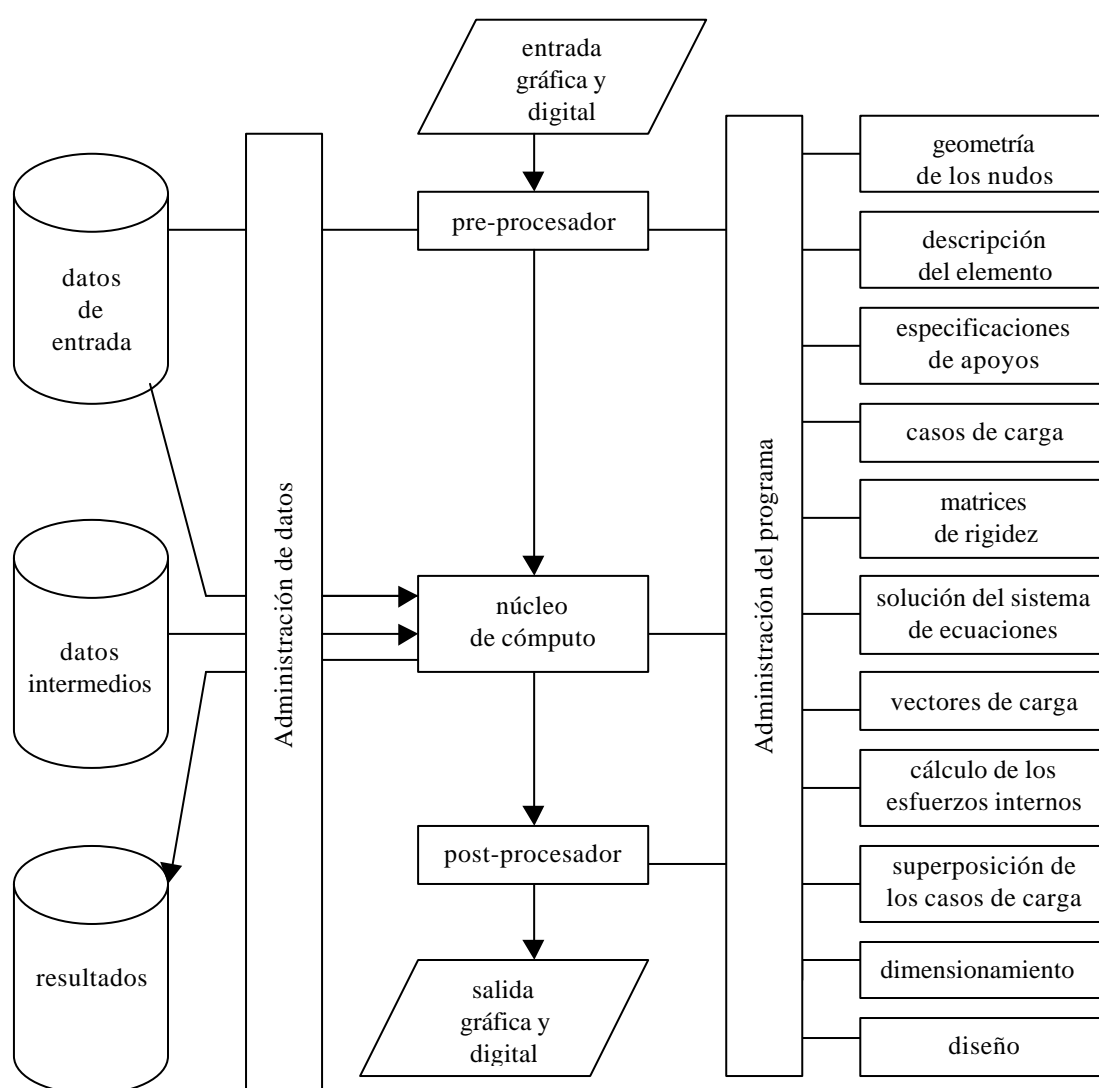 entrada
gráfica y
digital
pre-procesador
núcleo
de cómputo
post-procesador
salida
gráfica y
digital
datos
de
entrada
datos
intermedios
resultados
Administración de datos
Administración del programa
geometría
de los nudos
descripción
del elemento
especificaciones
de apoyos
casos de carga
matrices
de rigidez
solución del sistema
de ecuaciones
vectores de carga
cálculo de los
esfuerzos internos
superposición de
los casos de carga
dimensionamiento
diseño